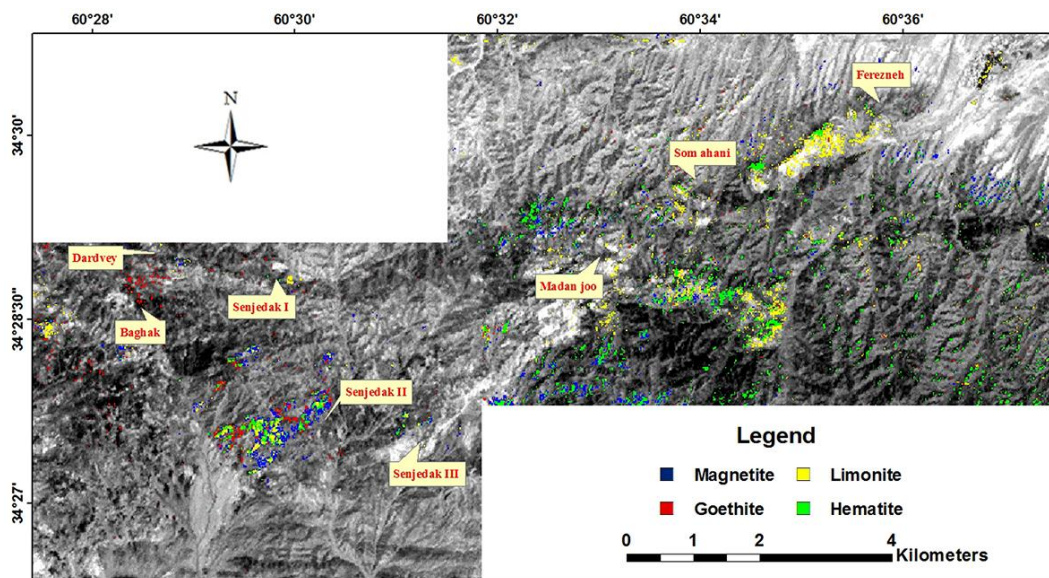 60°28' 60°30' 60°32' 60°34' 60°36'
34°30'
34°28'30
34°27'
N
Ferezneh
Som ahani
Dardvey
Senjedak I
Madan joo
Baghak
Senjedak II
Senjedak III
Legend
Magnetite Limonite
Goethite Hematite
0 1 2 4
Kilometers